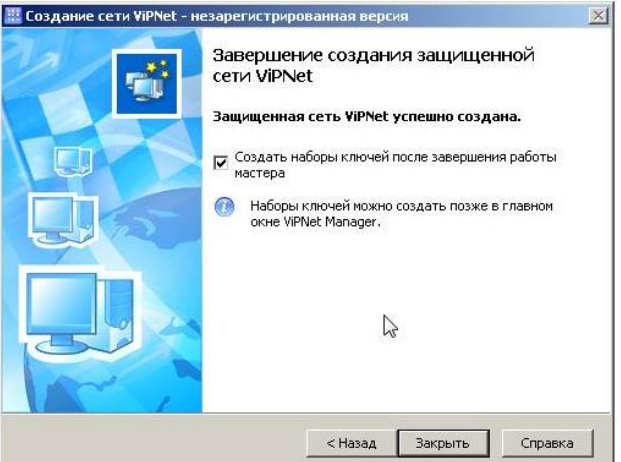 Создание сети ViPNet - незарегистрированная версия
Завершение создания защищенной
сети ViPNet
Защищенная сеть ViPNet успешно создана.
Создать наборы ключей после завершения работы
мастера
Наборы ключей можно создать позже в главном
окне ViPNet Manager.
< Назад
Закрыть
Справка